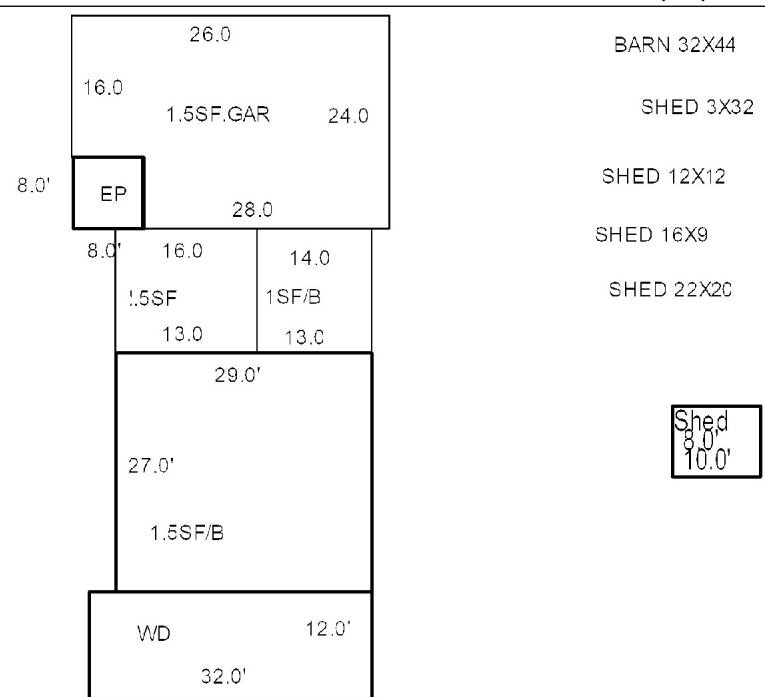 26.0
16.0
1.5SF.GAR
24.0
8.0'
EP
28.0
8.0'
16.0
14.0
1.5SF
1SF/B
13.0
13.0
29.0'
27.0'
1.5SF/B
WD
12.0'
32.0'
BARN 32X44
SHED 3X32
SHED 12X12
SHED 16X9
SHED 22X20
Shed
8.0'
10.0'